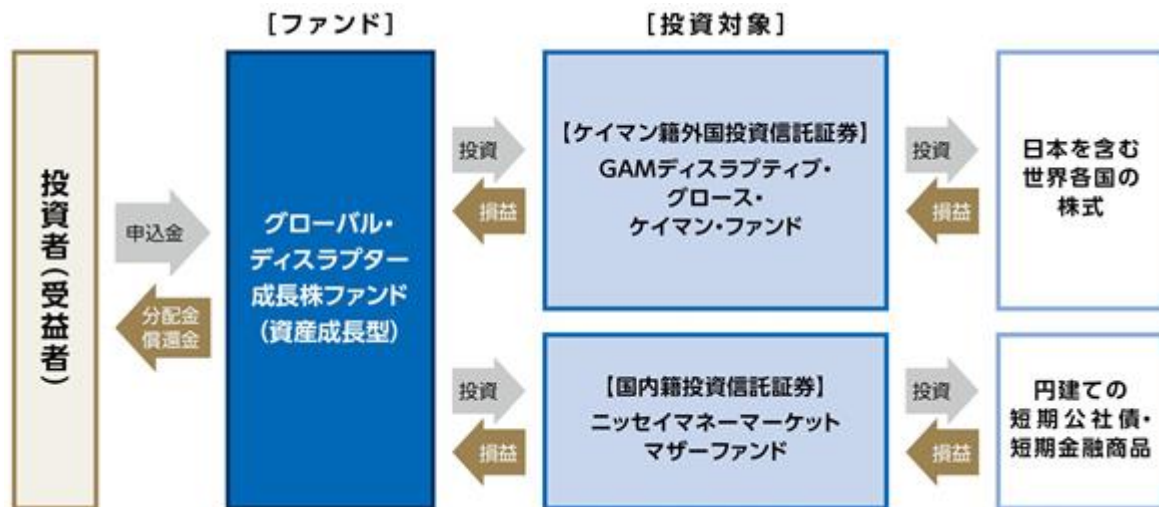 [ファンド]
[投資対象]
投資者(受益者)
申込金
分配金
償還金
グローバル・
ディスラプター
成長株ファンド
(資産成長型)
投資
損益
【ケイマン籍外国投資信託証券】
GAMディスラプティブ・
グロース・
ケイマン・ファンド
投資
損益
日本を含む
世界各国の
株式
投資
損益
【国内籍投資信託証券】
ニッセイマネーマーケット
マザーファンド
投資
損益
円建ての
短期公社債・
短期金融商品